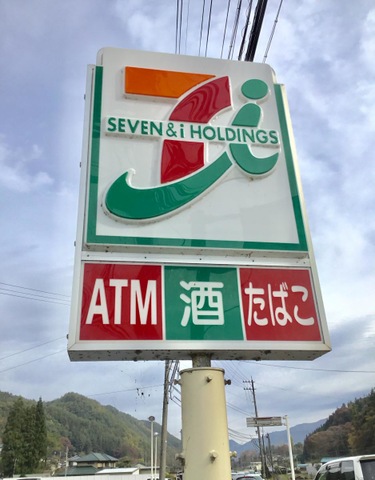 SEVEN & i HOLDINGS
ATM 酒 たばこ